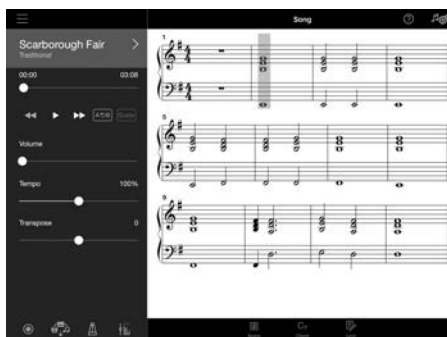 Song
Scarborough Fair
Traditional
00:00 03:08
A B
Guide
Volume
Tempo 100%
Transpose 0
1
5
9
Score
C7
Chord
Lyric